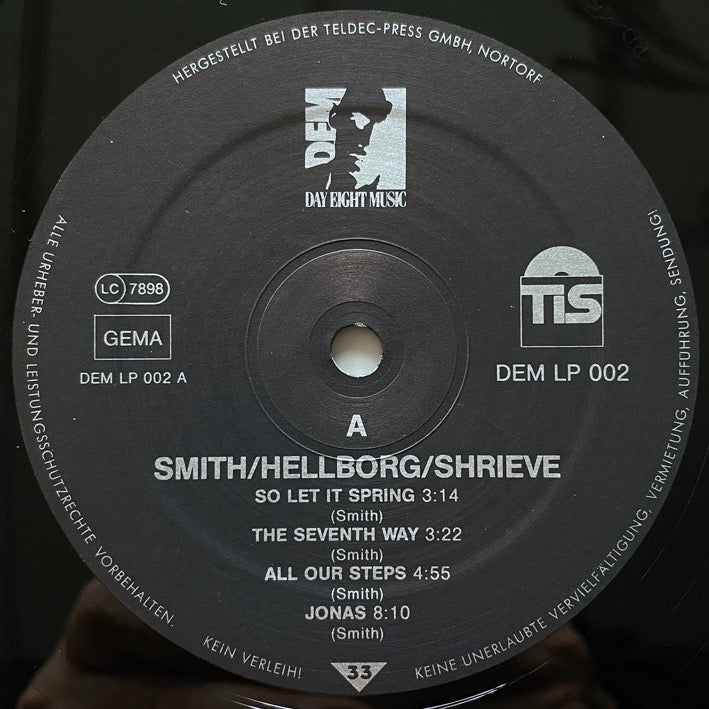 HERGESTELLT BEI DER TELDEC-PRESS GMBH, NORTORF
DEM
DAY EIGHT MUSIC
LC 7898
GEMA
DEM LP 002 A
TIS
DEM LP 002
A
SMITH/HELLBORG/SHRIEVE
SO LET IT SPRING 3:14
(Smith)
THE SEVENTH WAY 3:22
(Smith)
ALL OUR STEPS 4:55
(Smith)
JONAS 8:10
(Smith)
33
ALLE URHEBER- UND LEISTUNGSSCHUTZRECHTE VORBEHALTEN.
KEIN VERLEIH!
KEINE UNERLAUBTE VERVIELFÄLTIGUNG, VERMIETUNG, AUFFÜHRUNG, SENDUNG!